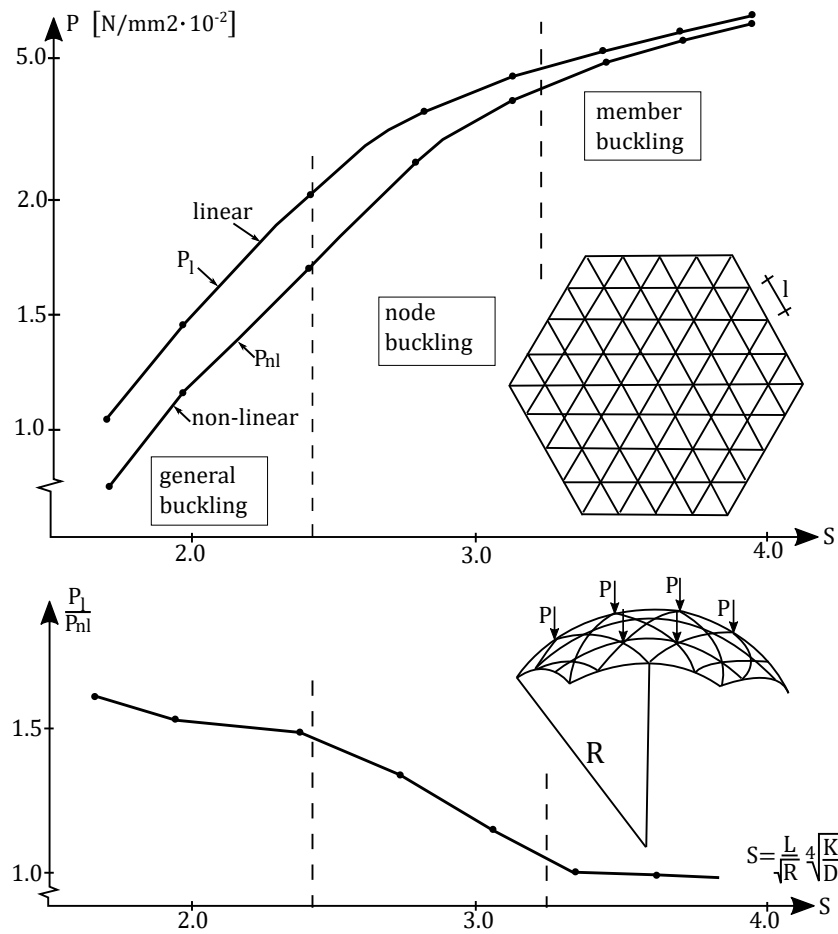 P [N/mm2·10⁻²]
5.0
member
buckling
2.0
linear
Pl
l
1.5
node
buckling
Pnl
1.0
non-linear
general
buckling
2.0 3.0 4.0 S
Pl
Pnl
P P P P
1.5
R
1.0
S=L/√R ∜K/D
2.0 3.0 4.0 S